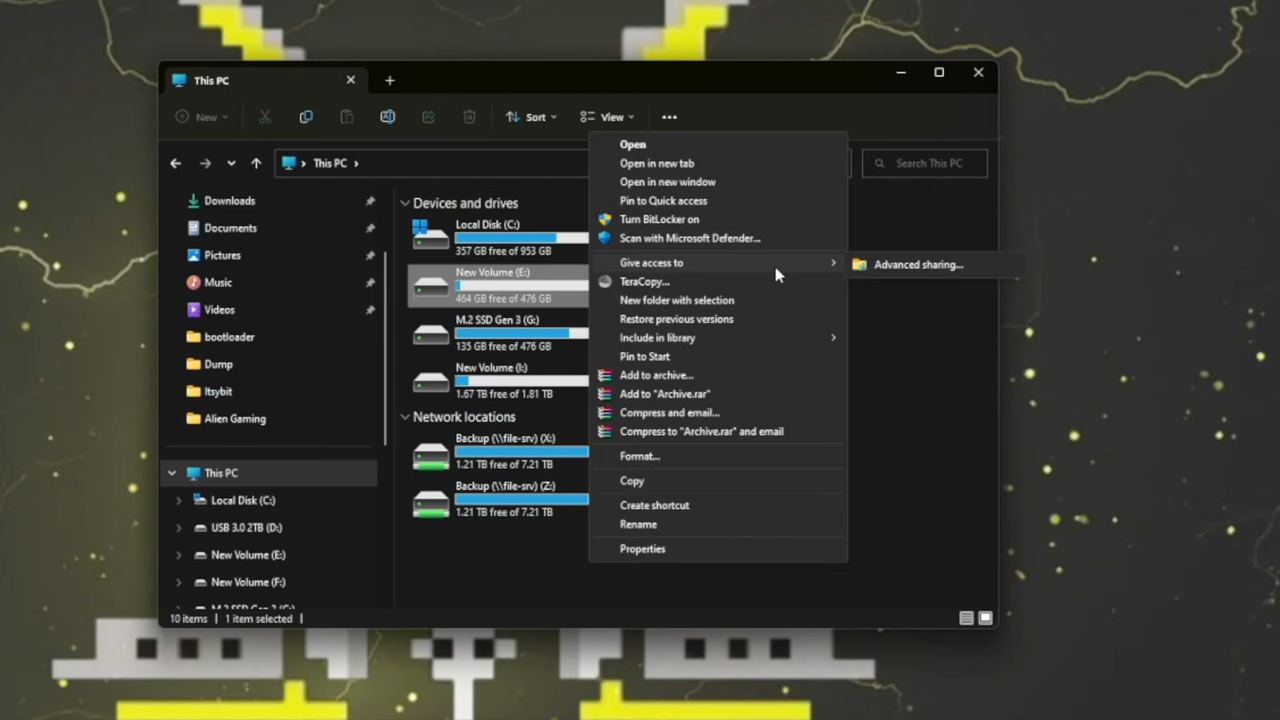 This PC
New
Sort
View
This PC
Search This PC
Downloads
Documents
Pictures
Music
Videos
bootloader
Dump
Itsybit
Alien Gaming
This PC
Local Disk (C:)
USB 3.0 2TB (D:)
New Volume (E:)
New Volume (F:)
M.2 SSD Gen 3 (G:)
Devices and drives
Local Disk (C:)
357 GB free of 953 GB
New Volume (E:)
464 GB free of 476 GB
M.2 SSD Gen 3 (G:)
135 GB free of 476 GB
New Volume (I:)
1.67 TB free of 1.81 TB
Network locations
Backup (\\file-srv) (X:)
1.21 TB free of 7.21 TB
Backup (\\file-srv) (Z:)
1.21 TB free of 7.21 TB
Open
Open in new tab
Open in new window
Pin to Quick access
Turn BitLocker on
Scan with Microsoft Defender...
Give access to
TeraCopy...
New folder with selection
Restore previous versions
Include in library
Pin to Start
Add to archive...
Add to "Archive.rar"
Compress and email...
Compress to "Archive.rar" and email
Format...
Copy
Create shortcut
Rename
Properties
Advanced sharing...
10 items
1 item selected